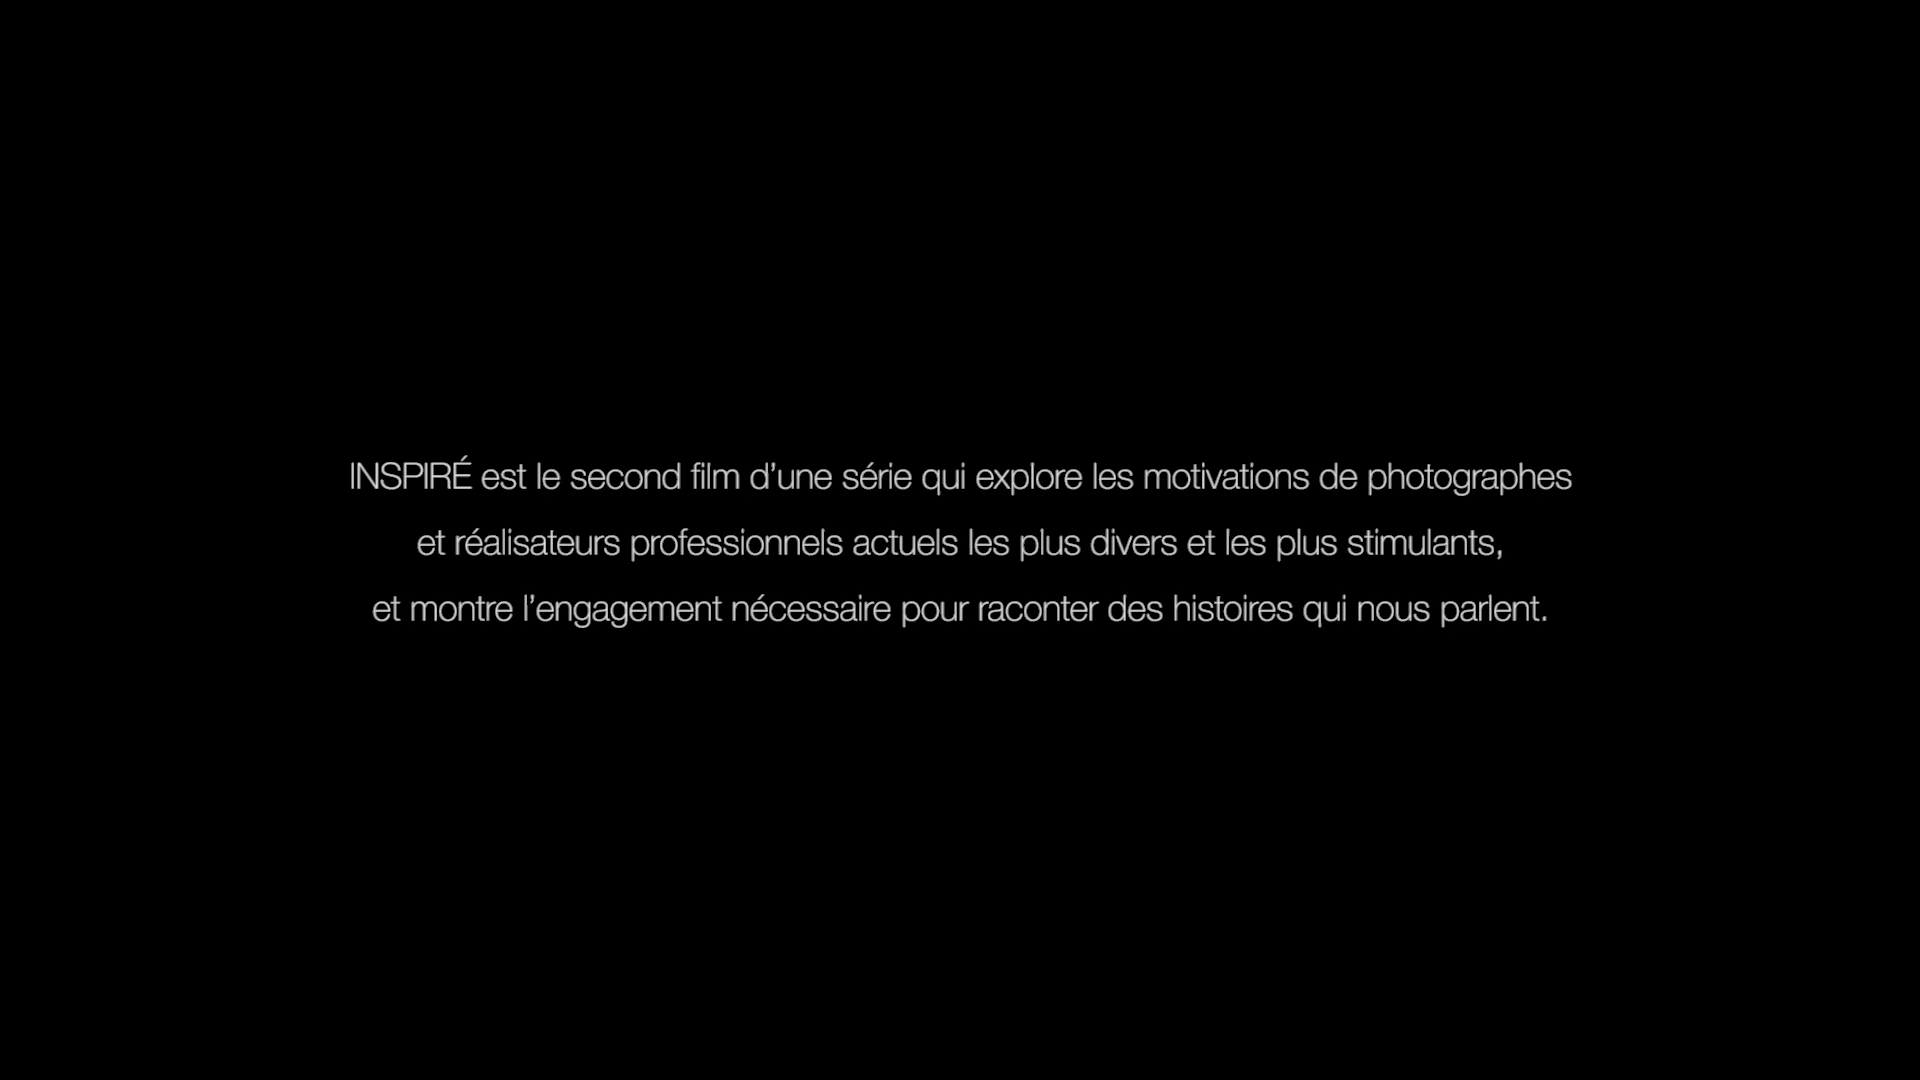 INSPIRÉ est le second film d’une série qui explore les motivations de photographes
et réalisateurs professionnels actuels les plus divers et les plus stimulants,
et montre l’engagement nécessaire pour raconter des histoires qui nous parlent.